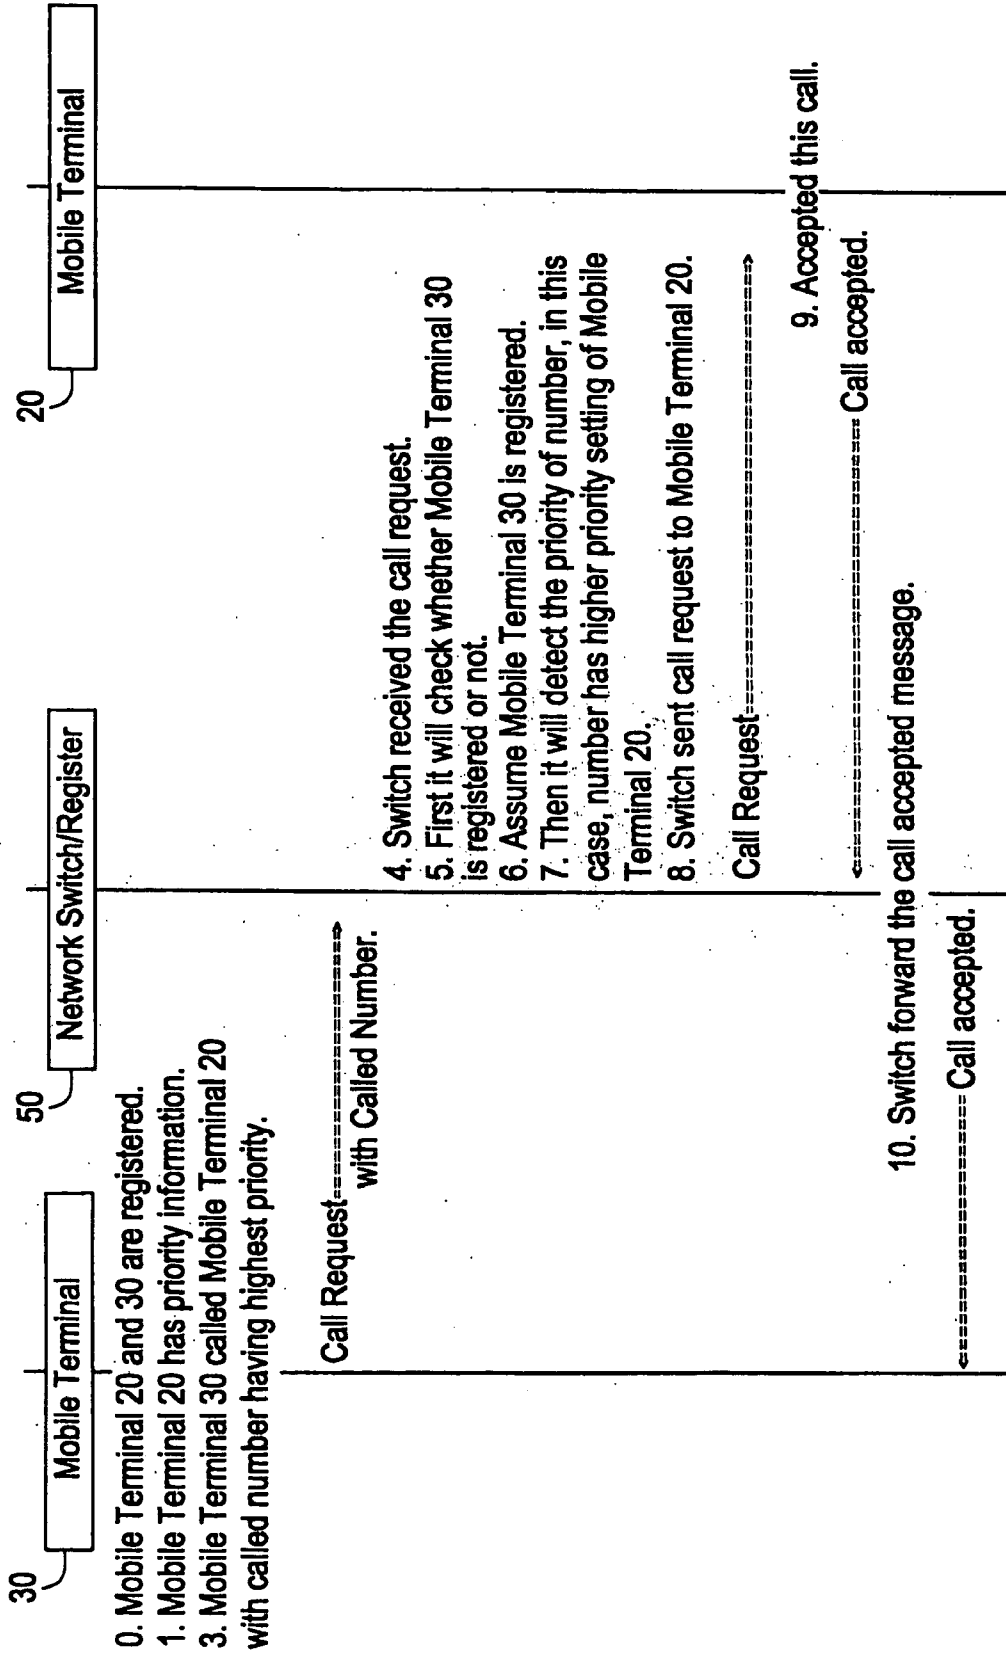 30
Mobile Terminal
50
Network Switch/Register
20
Mobile Terminal
0. Mobile Terminal 20 and 30 are registered.
1. Mobile Terminal 20 has priority information.
3. Mobile Terminal 30 called Mobile Terminal 20
with called number having highest priority.
Call Request
with Called Number.
4. Switch received the call request.
5. First it will check whether Mobile Terminal 30
is registered or not.
6. Assume Mobile Terminal 30 is registered.
7. Then it will detect the priority of number, in this
case, number has higher priority setting of Mobile
Terminal 20.
8. Switch sent call request to Mobile Terminal 20.
Call Request
9. Accepted this call.
Call accepted.
10. Switch forward the call accepted message.
Call accepted.